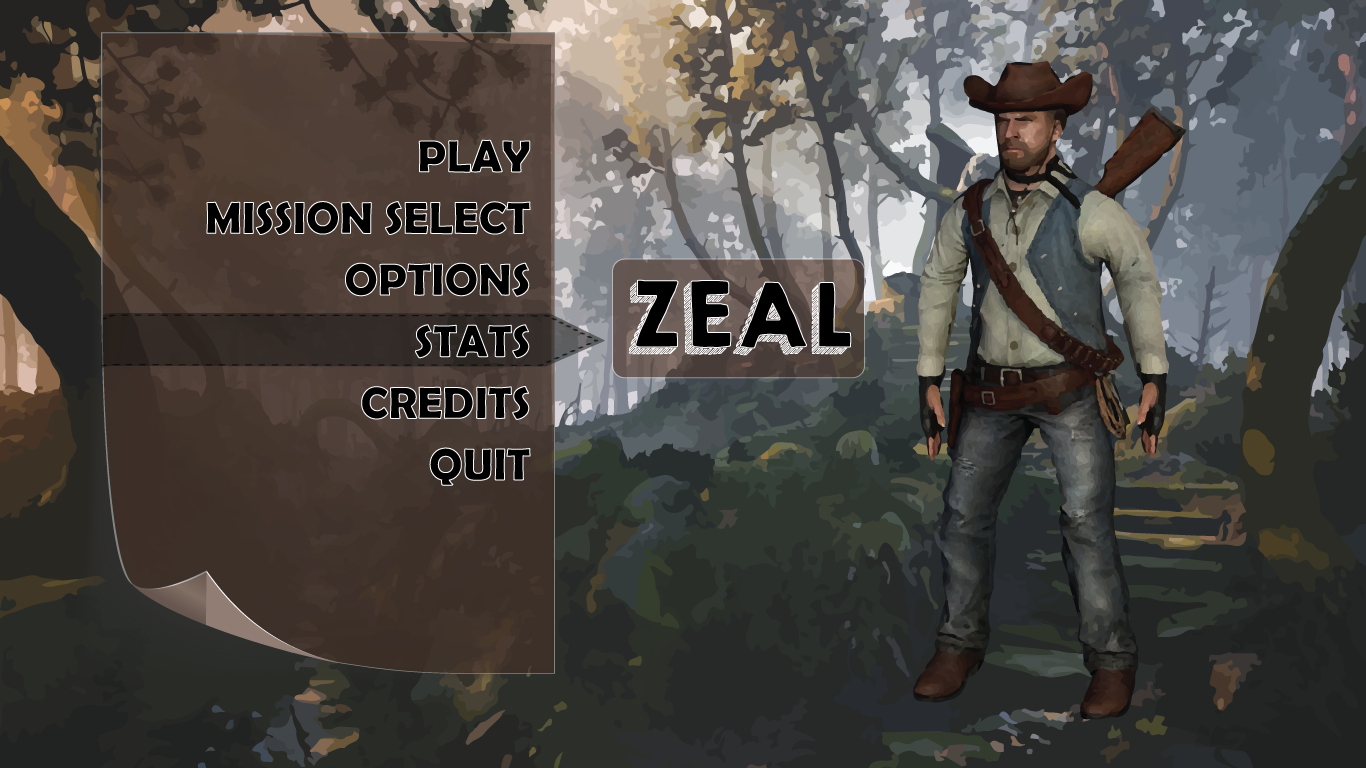 PLAY
MISSION SELECT
OPTIONS
STATS
CREDITS
QUIT
ZEAL